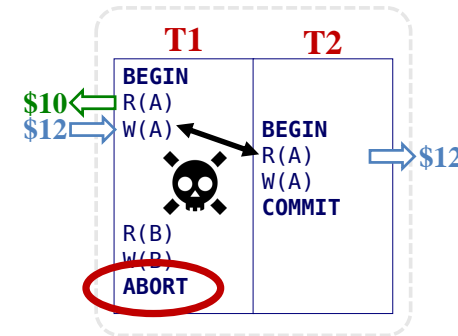 T1 T2
BEGIN
$10 R(A)
$12 W(A) BEGIN
R(A) $12
W(A)
COMMIT
R(B)
W(B)
ABORT